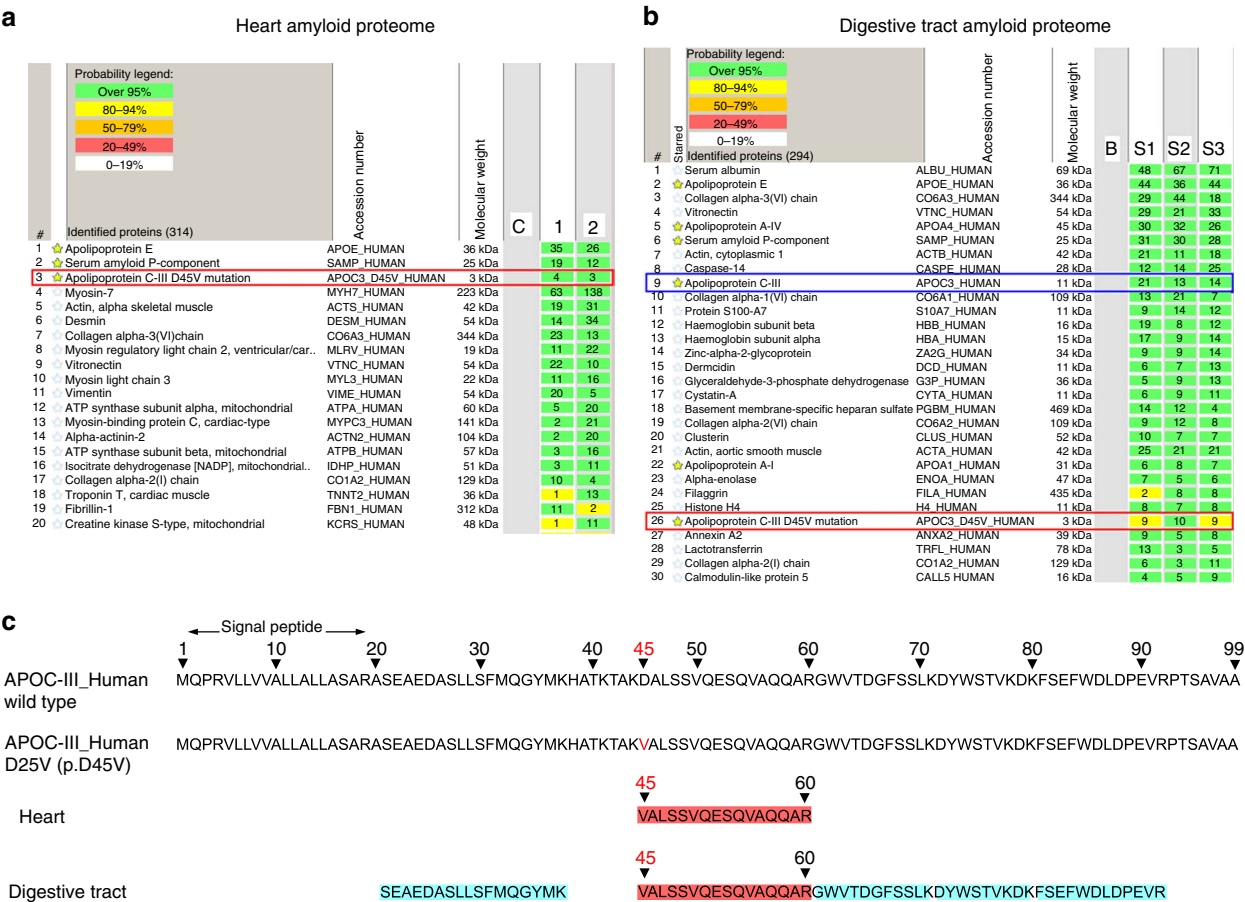 a
Heart amyloid proteome
Probability legend:
Over 95%
80–94%
50–79%
20–49%
0–19%
# Identified proteins (314) Accession number Molecular weight C 1 2
1 Apolipoprotein E APOE_HUMAN 36 kDa 35 26
2 Serum amyloid P-component SAMP_HUMAN 25 kDa 19 12
3 Apolipoprotein C-III D45V mutation APOC3_D45V_HUMAN 3 kDa 4 3
4 Myosin-7 MYH7_HUMAN 223 kDa 63 138
5 Actin, alpha skeletal muscle ACTS_HUMAN 42 kDa 19 31
6 Desmin DESM_HUMAN 54 kDa 14 34
7 Collagen alpha-3(VI)chain CO6A3_HUMAN 344 kDa 23 13
8 Myosin regulatory light chain 2, ventricular/car.. MLRV_HUMAN 19 kDa 11 22
9 Vitronectin VTNC_HUMAN 54 kDa 22 10
10 Myosin light chain 3 MYL3_HUMAN 22 kDa 11 16
11 Vimentin VIME_HUMAN 54 kDa 20 5
12 ATP synthase subunit alpha, mitochondrial ATPA_HUMAN 60 kDa 5 20
13 Myosin-binding protein C, cardiac-type MYPC3_HUMAN 141 kDa 2 21
14 Alpha-actinin-2 ACTN2_HUMAN 104 kDa 2 20
15 ATP synthase subunit beta, mitochondrial ATPB_HUMAN 57 kDa 3 16
16 Isocitrate dehydrogenase [NADP], mitochondrial.. IDHP_HUMAN 51 kDa 3 11
17 Collagen alpha-2(I) chain CO1A2_HUMAN 129 kDa 10 4
18 Troponin T, cardiac muscle TNNT2_HUMAN 36 kDa 1 13
19 Fibrillin-1 FBN1_HUMAN 312 kDa 11 2
20 Creatine kinase S-type, mitochondrial KCRS_HUMAN 48 kDa 1 11
b
Digestive tract amyloid proteome
Probability legend:
Over 95%
80–94%
50–79%
20–49%
0–19%
# Starred Identified proteins (294) Accession number Molecular weight B S1 S2 S3
1 Serum albumin ALBU_HUMAN 69 kDa 48 67 71
2 Apolipoprotein E APOE_HUMAN 36 kDa 44 36 44
3 Collagen alpha-3(VI) chain CO6A3_HUMAN 344 kDa 29 44 18
4 Vitronectin VTNC_HUMAN 54 kDa 29 21 33
5 Apolipoprotein A-IV APOA4_HUMAN 45 kDa 30 32 26
6 Serum amyloid P-component SAMP_HUMAN 25 kDa 31 30 28
7 Actin, cytoplasmic 1 ACTB_HUMAN 42 kDa 21 11 18
8 Caspase-14 CASPE_HUMAN 28 kDa 12 14 25
9 Apolipoprotein C-III APOC3_HUMAN 11 kDa 21 13 14
10 Collagen alpha-1(VI) chain CO6A1_HUMAN 109 kDa 13 21 7
11 Protein S100-A7 S10A7_HUMAN 11 kDa 9 14 12
12 Haemoglobin subunit beta HBB_HUMAN 16 kDa 19 8 12
13 Haemoglobin subunit alpha HBA_HUMAN 15 kDa 17 9 9
14 Zinc-alpha-2-glycoprotein ZA2G_HUMAN 34 kDa 9 9 14
15 Dermcidin DCD_HUMAN 11 kDa 6 7 13
16 Glyceraldehyde-3-phosphate dehydrogenase G3P_HUMAN 36 kDa 5 9 13
17 Cystatin-A CYTA_HUMAN 11 kDa 6 9 11
18 Basement membrane-specific heparan sulfate PGBM_HUMAN 469 kDa 14 12 4
19 Collagen alpha-2(VI) chain CO6A2_HUMAN 109 kDa 9 12 8
20 Clusterin CLUS_HUMAN 52 kDa 10 7 7
21 Actin, aortic smooth muscle ACTA_HUMAN 42 kDa 25 21 21
22 Apolipoprotein A-I APOA1_HUMAN 31 kDa 6 8 7
23 Alpha-enolase ENOA_HUMAN 47 kDa 7 5 6
24 Filaggrin FILA_HUMAN 435 kDa 2 8 8
25 Histone H4 H4_HUMAN 11 kDa 8 7 8
26 Apolipoprotein C-III D45V mutation APOC3_D45V_HUMAN 3 kDa 9 10 9
27 Annexin A2 ANXA2_HUMAN 39 kDa 9 5 8
28 Lactotransferrin TRFL_HUMAN 78 kDa 13 3 5
29 Collagen alpha-2(I) chain CO1A2_HUMAN 129 kDa 6 3 11
30 Calmodulin-like protein 5 CALL5 HUMAN 16 kDa 4 5 9
c
Signal peptide
1 10 20 30 40 45 50 60 70 80 90 99
APOC-III_Human wild type MQPRVLLVVALLALLASARASEAEDASLLSFMQGYMKHATKTAKDALSSVQESQVAQQARGWVTDGFSSLKDYWSTVKDKFSEFWDLDPEVRPTSAVAA
APOC-III_Human D25V (p.D45V) MQPRVLLVVALLALLASARASEAEDASLLSFMQGYMKHATKTAKVALSSVQESQVAQQARGWVTDGFSSLKDYWSTVKDKFSEFWDLDPEVRPTSAVAA
45 60
Heart VALSSVQESQVAQQAR
45 60
Digestive tract SEAEDASLLSFMQGYMK VALSSVQESQVAQQARGWVTDGFSSLKDYWSTVKDKFSEFWDLDPEVR